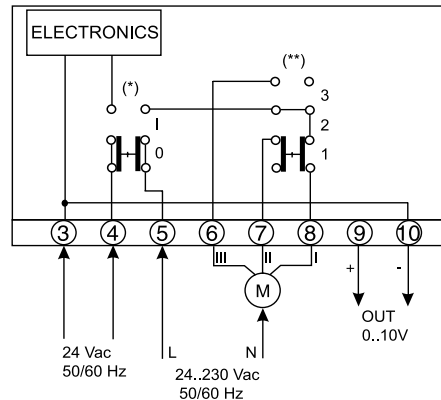 ELECTRONICS
(*)
(**)
3
I
2
0
1
3 4 5 6 7 8 9 10
III II I
M
+ -
OUT
0..10V
24 Vac
50/60 Hz
L
N
24..230 Vac
50/60 Hz